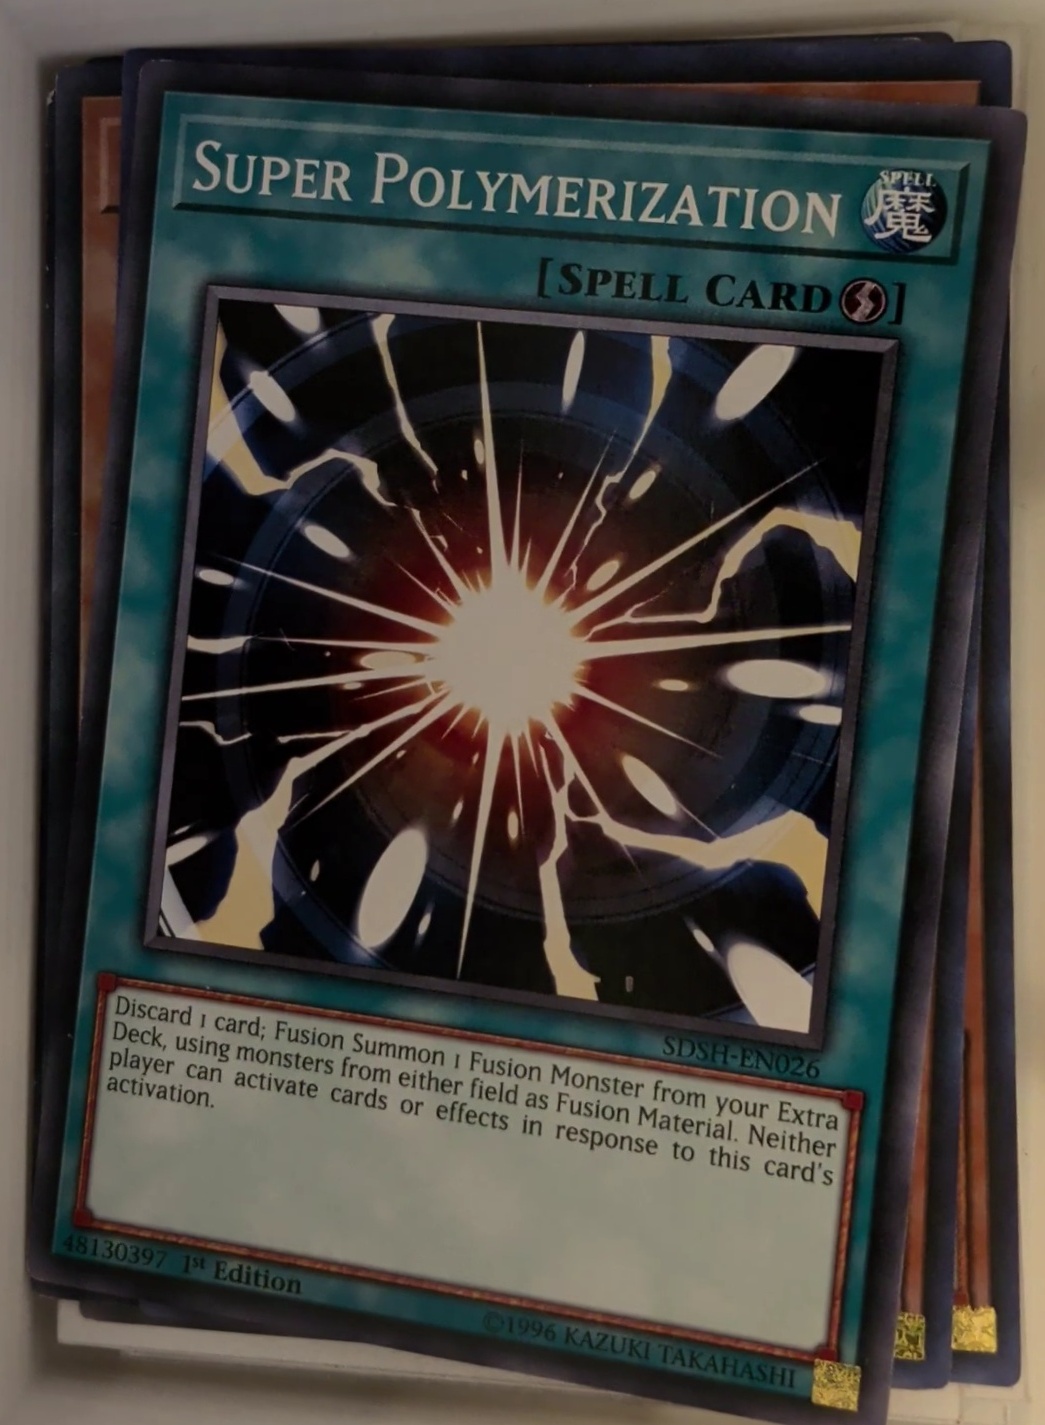 SUPER POLYMERIZATION
SPELL
魔
[SPELL CARD]
SDSH-EN026
Discard 1 card; Fusion Summon 1 Fusion Monster from your Extra
Deck, using monsters from either field as Fusion Material. Neither
player can activate cards or effects in response to this card's
activation.
48130397 1st Edition
©1996 KAZUKI TAKAHASHI